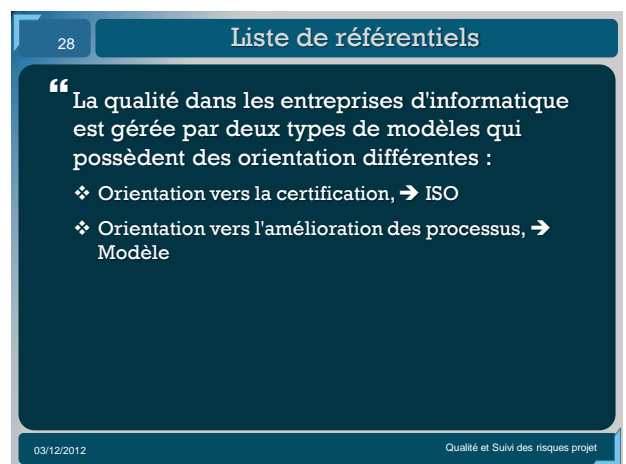 28
Liste de référentiels
“La qualité dans les entreprises d'informatique
est gérée par deux types de modèles qui
possèdent des orientation différentes :
❖ Orientation vers la certification, ➔ ISO
❖ Orientation vers l'amélioration des processus, ➔
Modèle
03/12/2012
Qualité et Suivi des risques projet